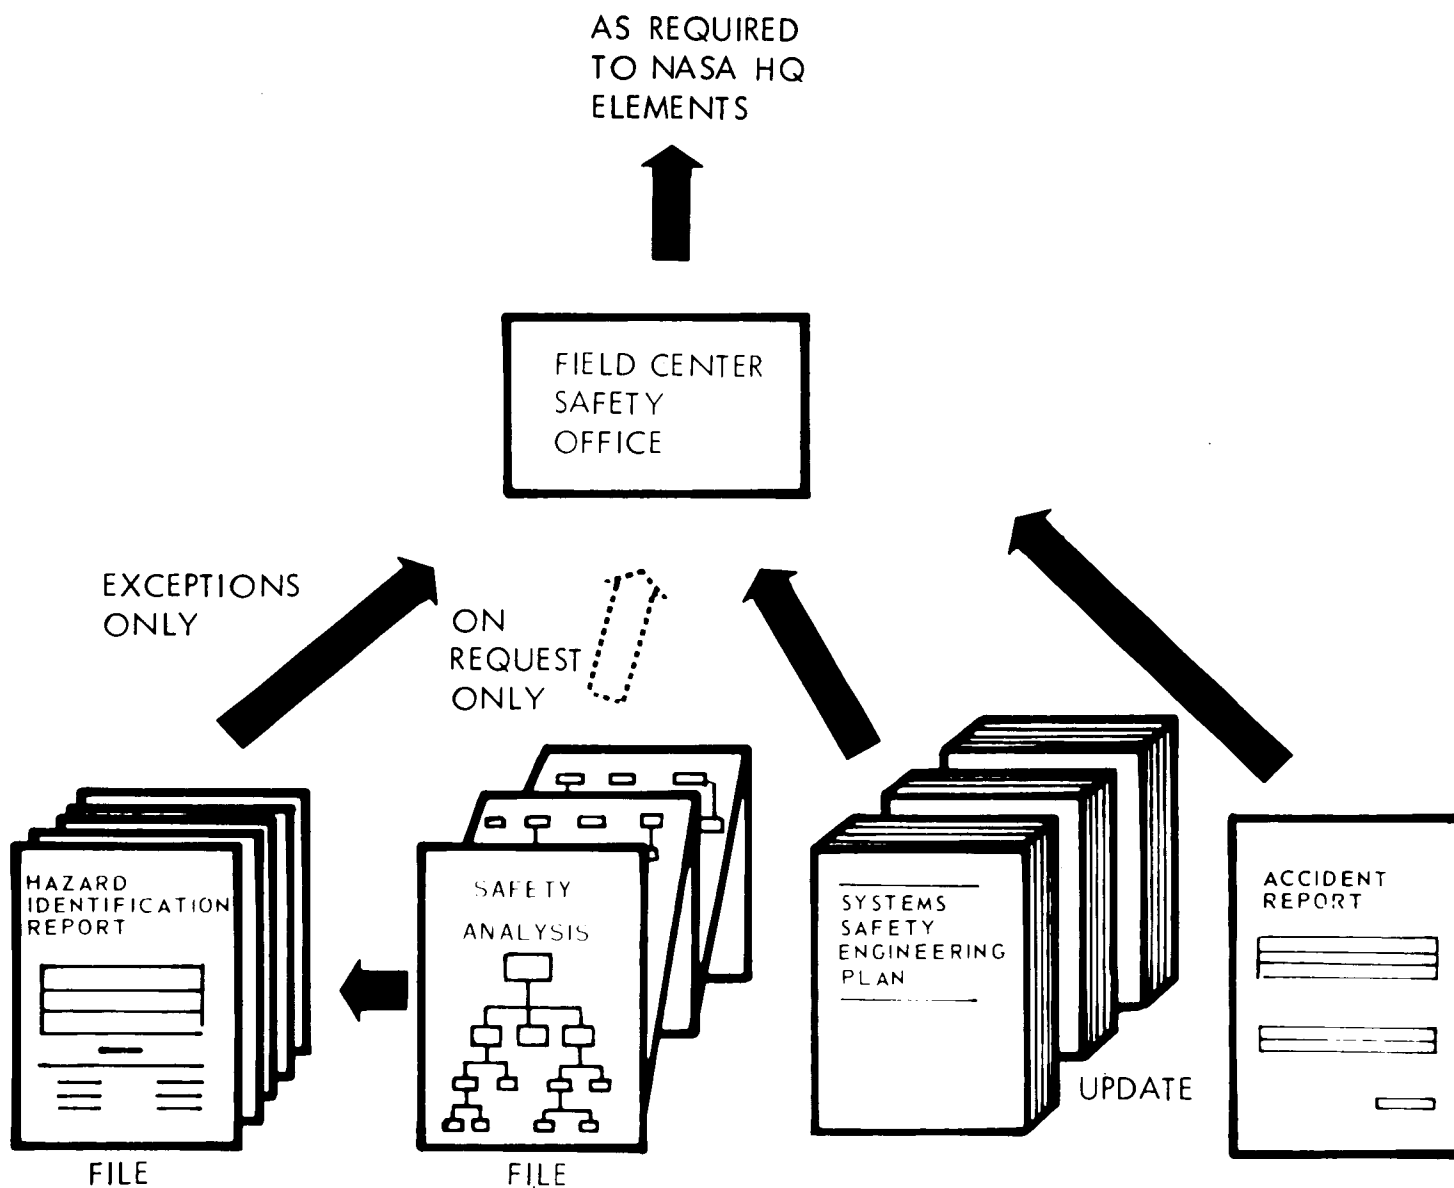 AS REQUIRED
TO NASA HQ
ELEMENTS
FIELD CENTER
SAFETY
OFFICE
EXCEPTIONS
ONLY
ON
REQUEST
ONLY
HAZARD
IDENTIFICATION
REPORT
FILE
SAFETY
ANALYSIS
FILE
SYSTEMS
SAFETY
ENGINEERING
PLAN
UPDATE
ACCIDENT
REPORT